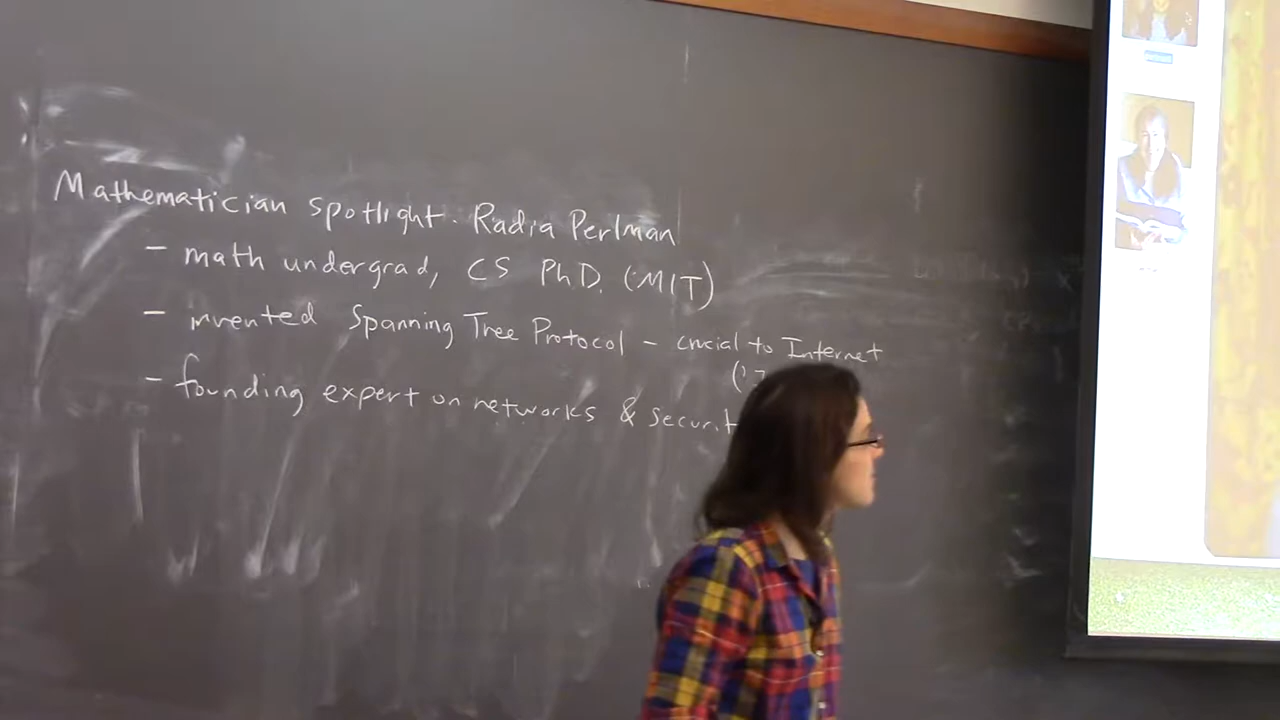 Mathematician spotlight. Radia Perlman
- math undergrad, CS PhD. (MIT)
- invented Spanning Tree Protocol - crucial to Internet
- founding expert on networks & securit